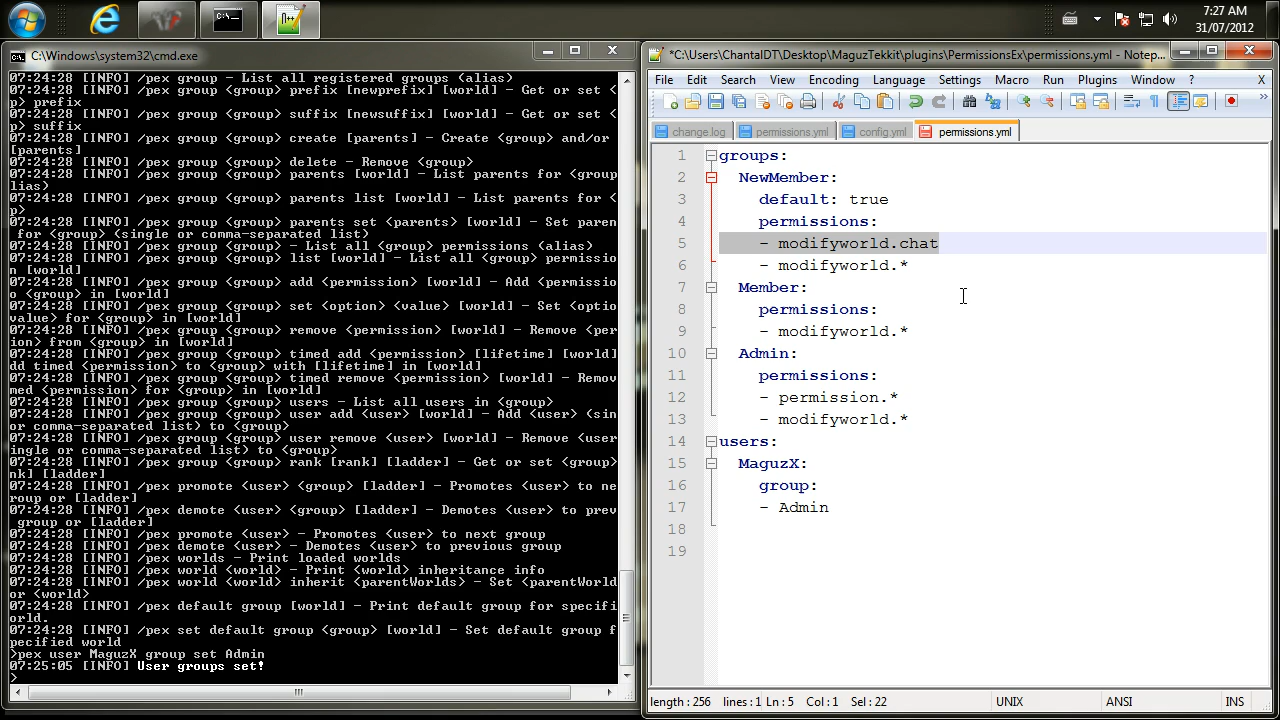 7:27 AM
31/07/2012
C:\Windows\system32\cmd.exe
07:24:28 [INFO] /pex group - List all registered groups (alias)
07:24:28 [INFO] /pex group <group> prefix [newprefix] [world] - Get or set <
p> prefix
07:24:28 [INFO] /pex group <group> suffix [newsuffix] [world] - Get or set <
p> suffix
07:24:28 [INFO] /pex group <group> create [parents] - Create <group> and/or
[parents]
07:24:28 [INFO] /pex group <group> delete - Remove <group>
07:24:28 [INFO] /pex group <group> parents [world] - List parents for <group
lias)
07:24:28 [INFO] /pex group <group> parents list [world] - List parents for <
p>
07:24:28 [INFO] /pex group <group> parents set <parents> [world] - Set paren
 for <group> (single or comma-separated list)
07:24:28 [INFO] /pex group <group> - List all <group> permissions (alias)
07:24:28 [INFO] /pex group <group> list [world] - List all <group> permissio
n [world]
07:24:28 [INFO] /pex group <group> add <permission> [world] - Add <permissio
o <group> in [world]
07:24:28 [INFO] /pex group <group> set <option> <value> [world] - Set <optio
value> for <group> in [world]
07:24:28 [INFO] /pex group <group> remove <permission> [world] - Remove <per
ion> from <group> in [world]
07:24:28 [INFO] /pex group <group> timed add <permission> [lifetime] [world]
dd timed <permission> to <group> with [lifetime] in [world]
07:24:28 [INFO] /pex group <group> timed remove <permission> [world] - Remov
med <permission> for <group> in [world]
07:24:28 [INFO] /pex group <group> users - List all users in <group>
07:24:28 [INFO] /pex group <group> user add <user> [world] - Add <user> (sin
or comma-separated list) to <group>
07:24:28 [INFO] /pex group <group> user remove <user> [world] - Remove <user
ingle or comma-separated list) to <group>
07:24:28 [INFO] /pex group <group> rank [rank] [ladder] - Get or set <group>
nk] [ladder]
07:24:28 [INFO] /pex promote <user> <group> [ladder] - Promotes <user> to ne
roup or [ladder]
07:24:28 [INFO] /pex demote <user> <group> [ladder] - Demotes <user> to prev
 group or [ladder]
07:24:28 [INFO] /pex promote <user> - Promotes <user> to next group
07:24:28 [INFO] /pex demote <user> - Demotes <user> to previous group
07:24:28 [INFO] /pex worlds - Print loaded worlds
07:24:28 [INFO] /pex world <world> - Print <world> inheritance info
07:24:28 [INFO] /pex world <world> inherit <parentWorlds> - Set <parentWorld
or <world>
07:24:28 [INFO] /pex default group [world] - Print default group for specifi
orld.
07:24:28 [INFO] /pex set default group <group> [world] - Set default group f
pecified world
>pex user MaguzX group set Admin
07:25:05 [INFO] User groups set!
>
*C:\Users\ChantalDT\Desktop\MaguzTekkit\plugins\PermissionsEx\permissions.yml - Notep...
File Edit Search View Encoding Language Settings Macro Run Plugins Window ? X
change.log permissions.yml config.yml permissions.yml
1 groups:
2 NewMember:
3 default: true
4 permissions:
5 - modifyworld.chat
6 - modifyworld.*
7 Member:
8 permissions:
9 - modifyworld.*
10 Admin:
11 permissions:
12 - permission.*
13 - modifyworld.*
14 users:
15 MaguzX:
16 group:
17 - Admin
18
19
length : 256 lines : 1 Ln : 5 Col : 1 Sel : 22 UNIX ANSI INS